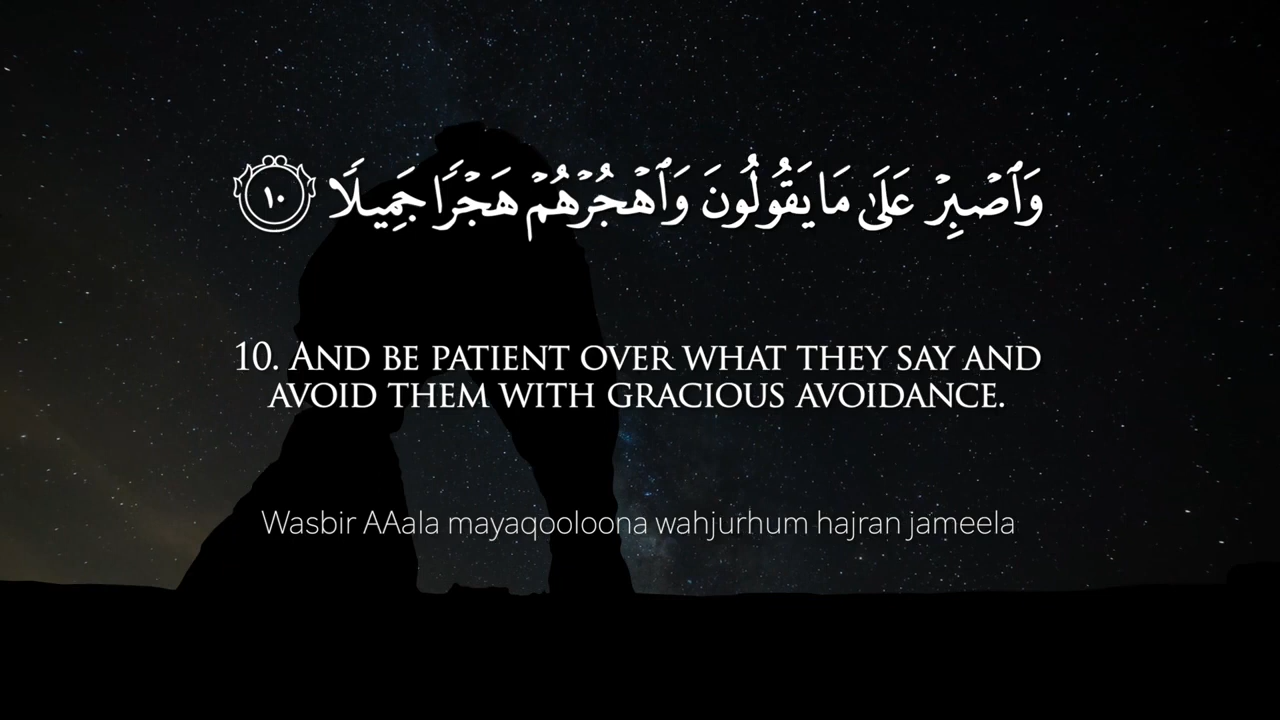 وَٱصْبِرْ عَلَىٰ مَا يَقُولُونَ وَٱهْجُرْهُمْ هَجْرًا جَمِيلًا ١٠
10. And be patient over what they say and
avoid them with gracious avoidance.
Wasbir AAala mayaqooloona wahjurhum hajran jameela